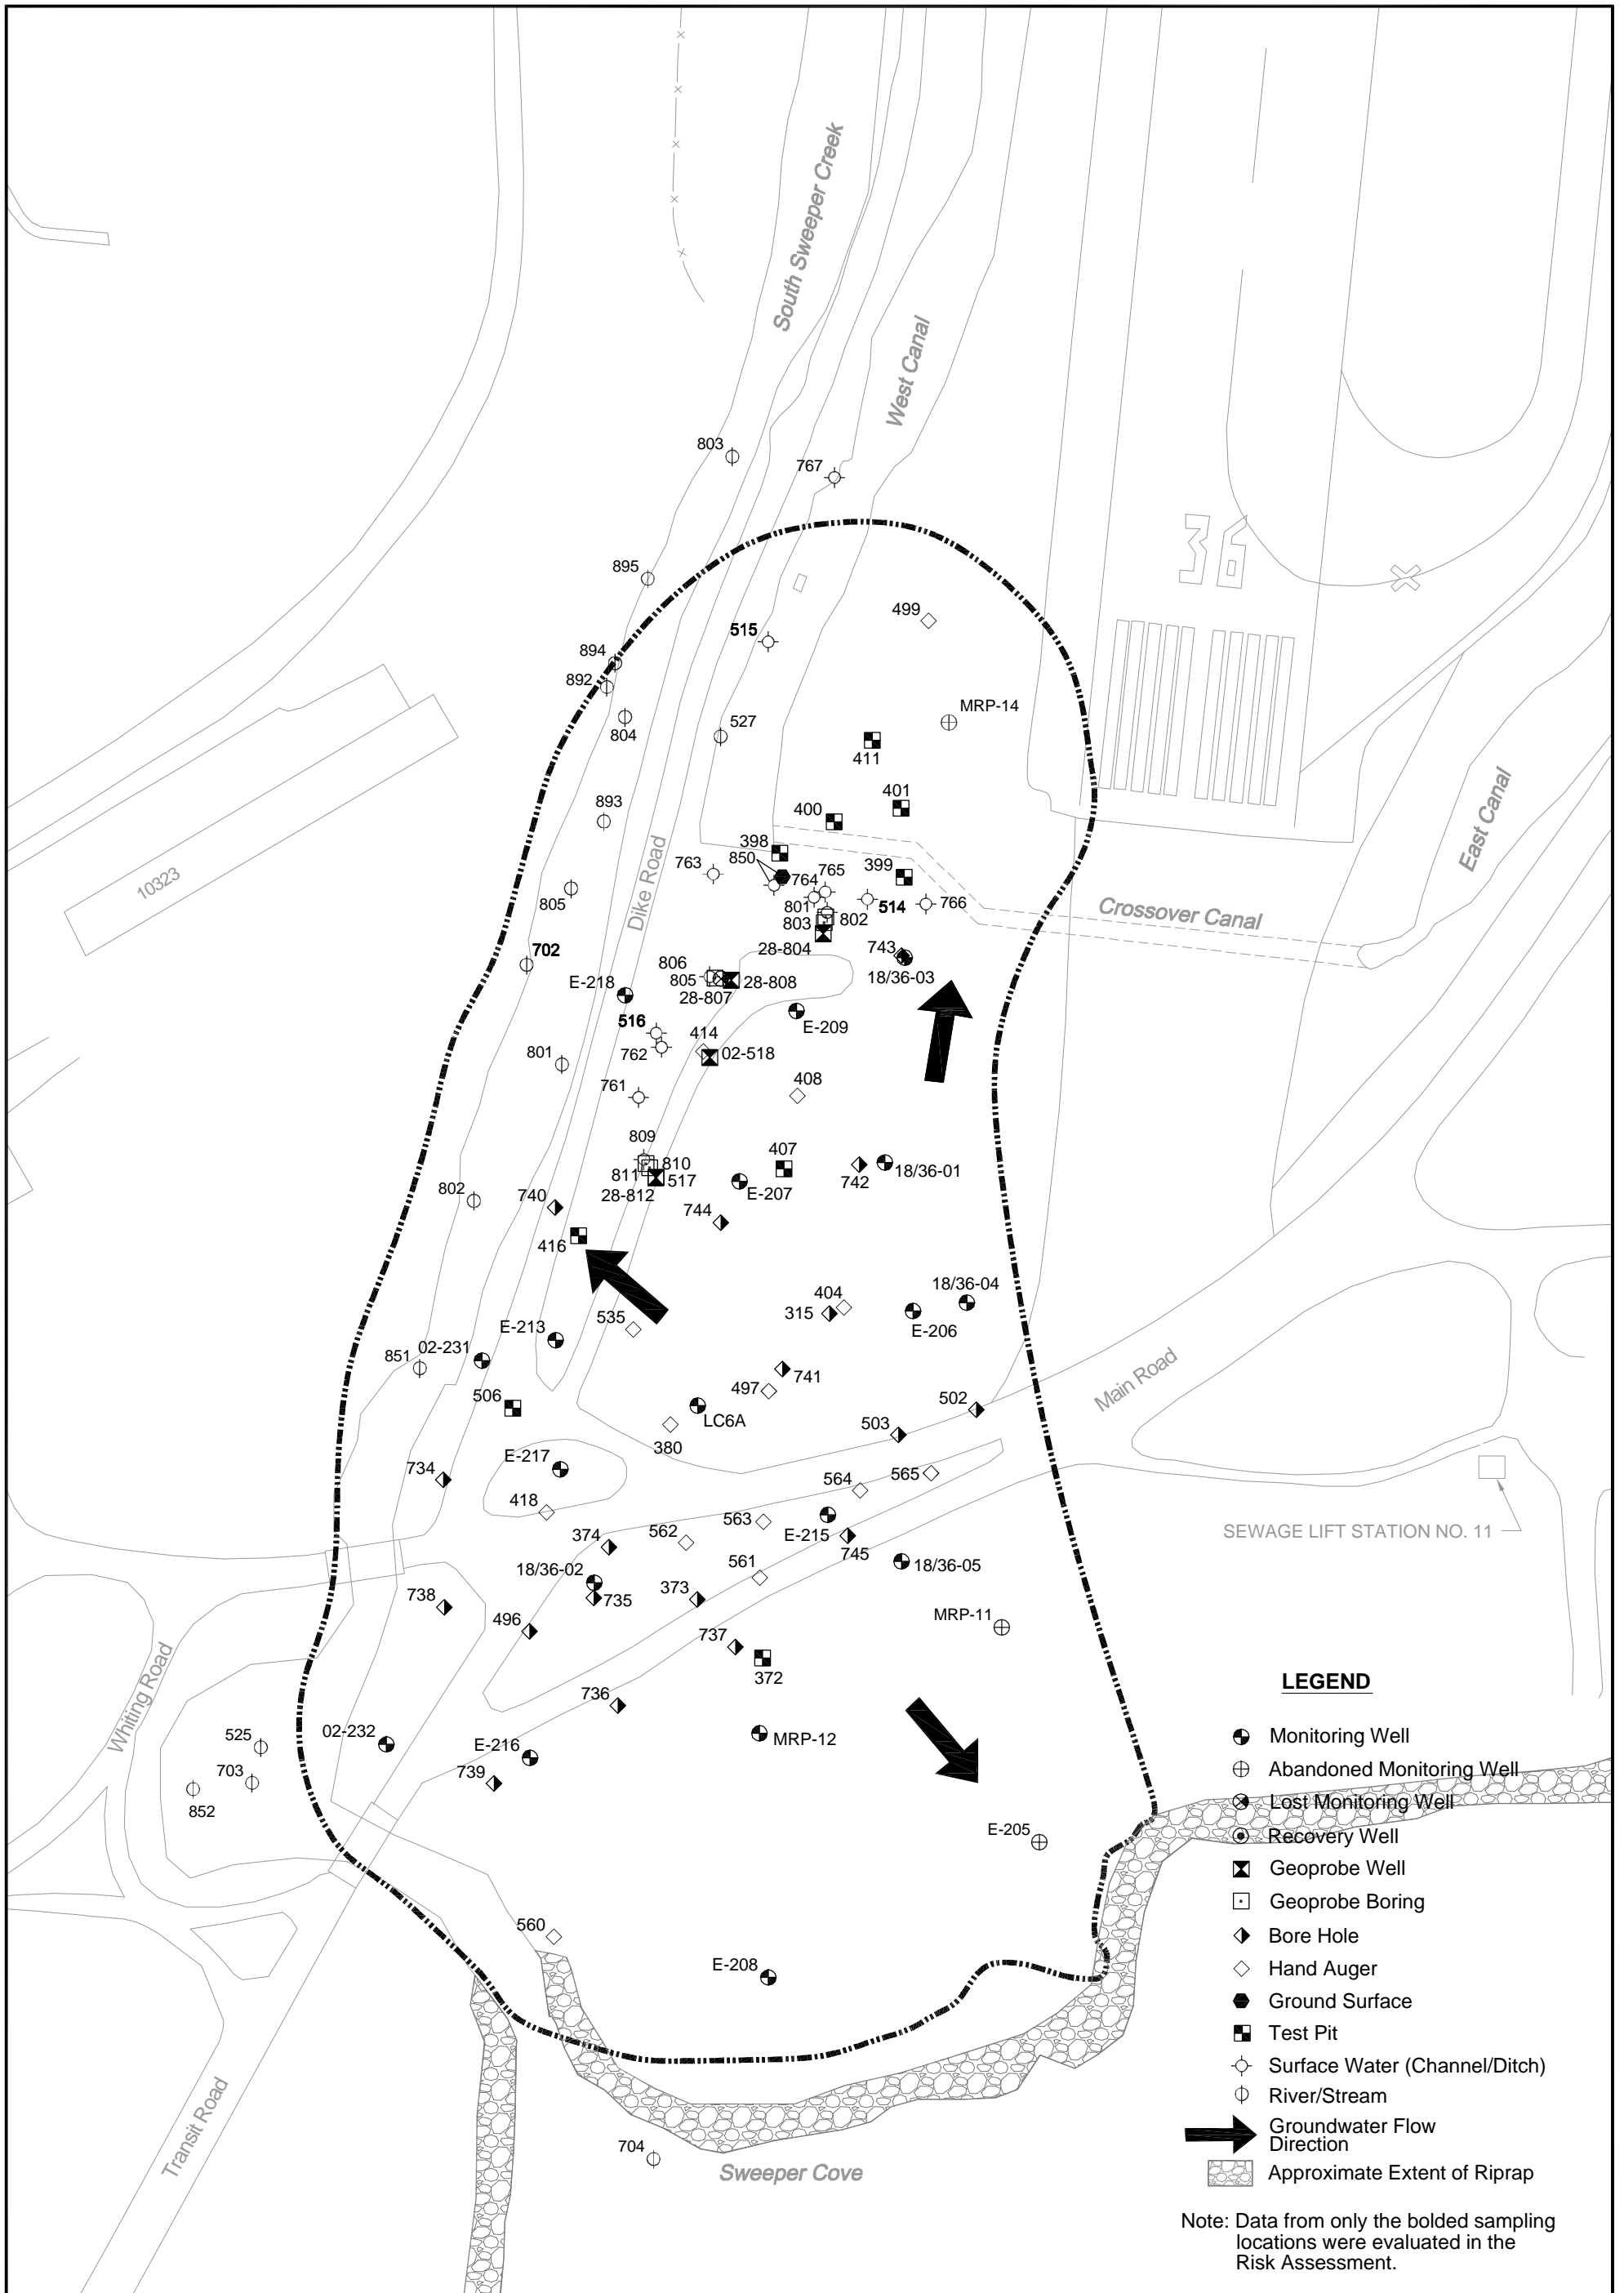 South Sweeper Creek
West Canal
803
767
36
895
499
515
894
892
MRP-14
804
527
411
401
400
893
East Canal
398
850
763
765
399
764
10323
805
Dike Road
801
514
766
802
Crossover Canal
803
702
28-804
743
18/36-03
806
805
28-808
E-218
28-807
516
E-209
414
762
02-518
801
761
408
809
407
810
811
517
742
18/36-01
28-812
E-207
802
740
744
416
18/36-04
404
315
E-206
535
E-213
02-231
851
741
Main Road
497
506
502
LC6A
503
380
E-217
734
565
564
418
563
562
E-215
374
745
SEWAGE LIFT STATION NO. 11
561
18/36-05
18/36-02
735
373
738
496
MRP-11
737
372
Whiting Road
736
525
02-232
MRP-12
E-216
703
739
852
E-205
560
E-208
Transit Road
704
Sweeper Cove
LEGEND
Monitoring Well
Abandoned Monitoring Well
Lost Monitoring Well
Recovery Well
Geoprobe Well
Geoprobe Boring
Bore Hole
Hand Auger
Ground Surface
Test Pit
Surface Water (Channel/Ditch)
River/Stream
Groundwater Flow
Direction
Approximate Extent of Riprap
Note: Data from only the bolded sampling
locations were evaluated in the
Risk Assessment.